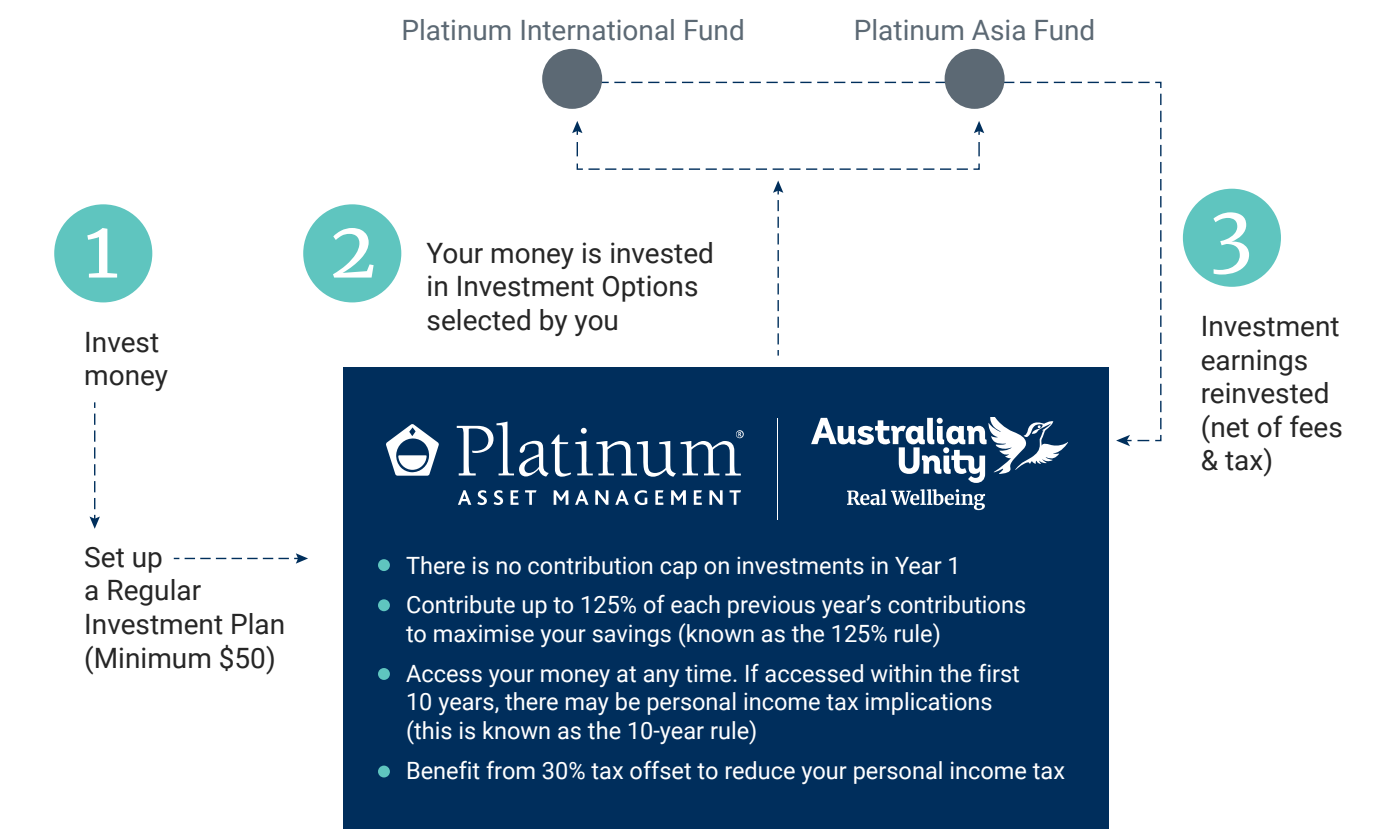 Platinum International Fund
Platinum Asia Fund
1
Invest
money
Set up
a Regular
Investment Plan
(Minimum $50)
2
Your money is invested
in Investment Options
selected by you
3
Investment
earnings
reinvested
(net of fees
& tax)
Platinum®
ASSET MANAGEMENT
Australian
Unity
Real Wellbeing
There is no contribution cap on investments in Year 1
Contribute up to 125% of each previous year’s contributions
to maximise your savings (known as the 125% rule)
Access your money at any time. If accessed within the first
10 years, there may be personal income tax implications
(this is known as the 10-year rule)
Benefit from 30% tax offset to reduce your personal income tax